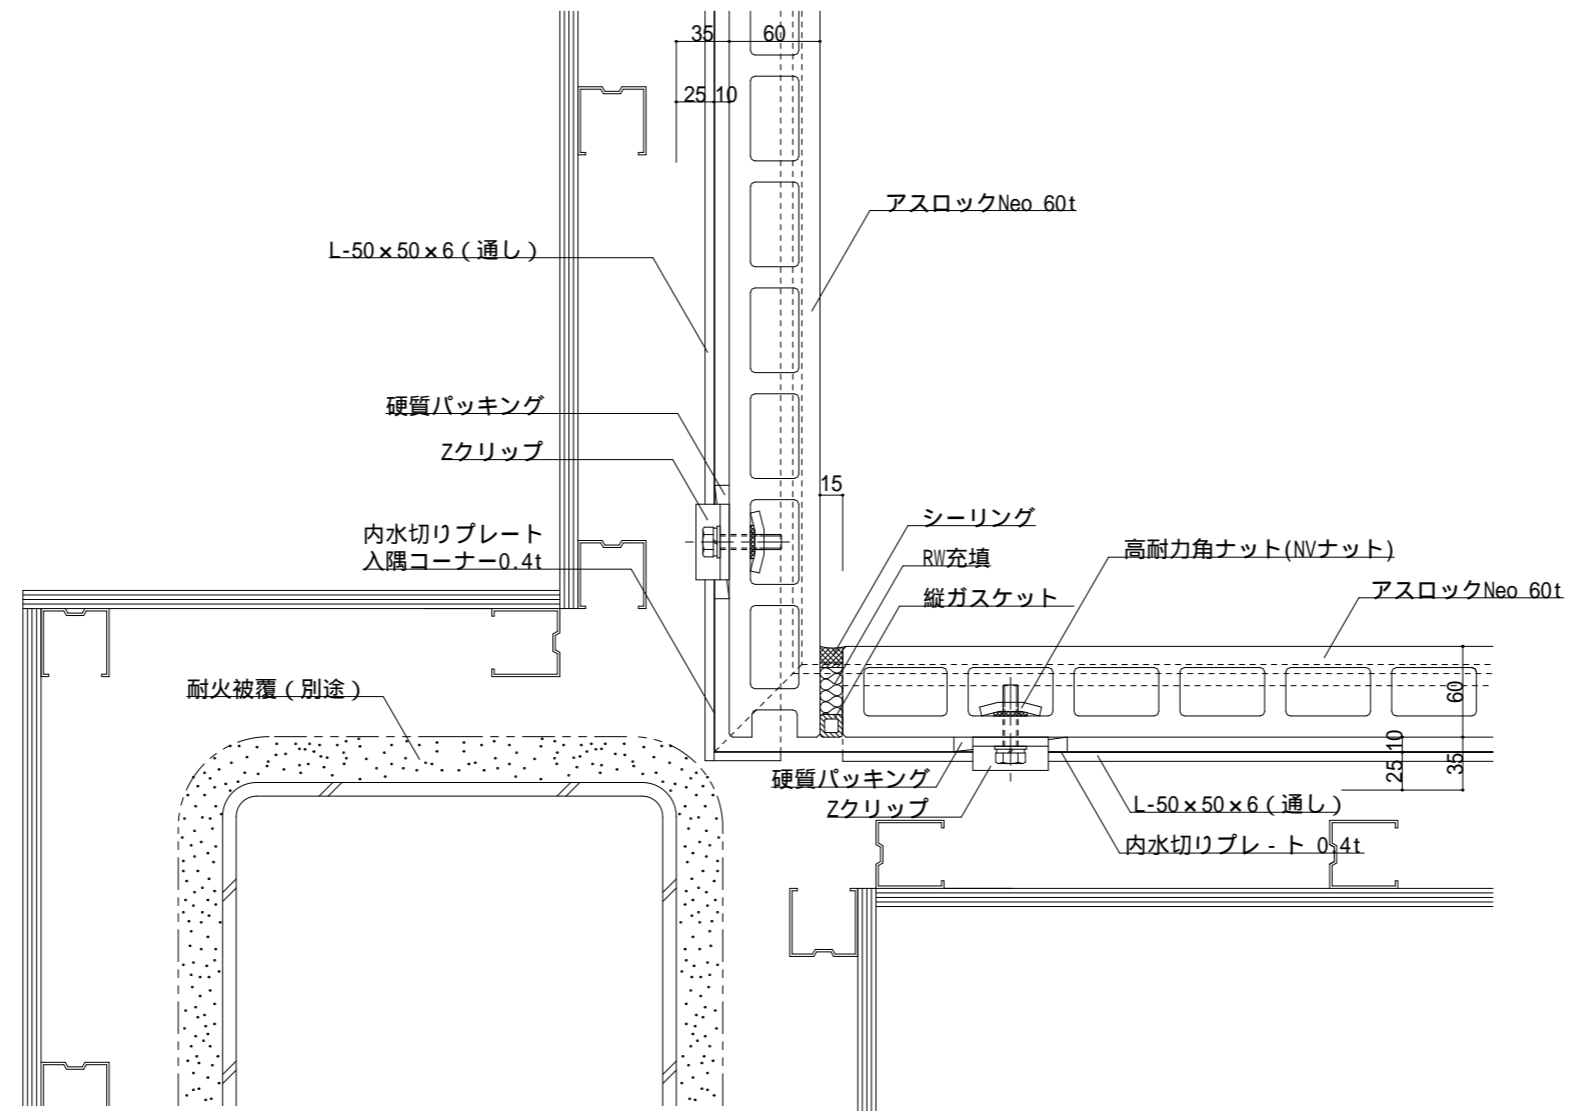 35 60
25 10
アスロックNeo 60t
L-50×50×6(通し)
硬質パッキング
Zクリップ
15
内水切りプレート
入隅コーナー0.4t
シーリング
RW充填
縦ガスケット
高耐力角ナット(NVナット)
アスロックNeo 60t
耐火被覆(別途)
60
25 10
35
硬質パッキング
Zクリップ
L-50×50×6(通し)
内水切りプレ-ト 0.4t